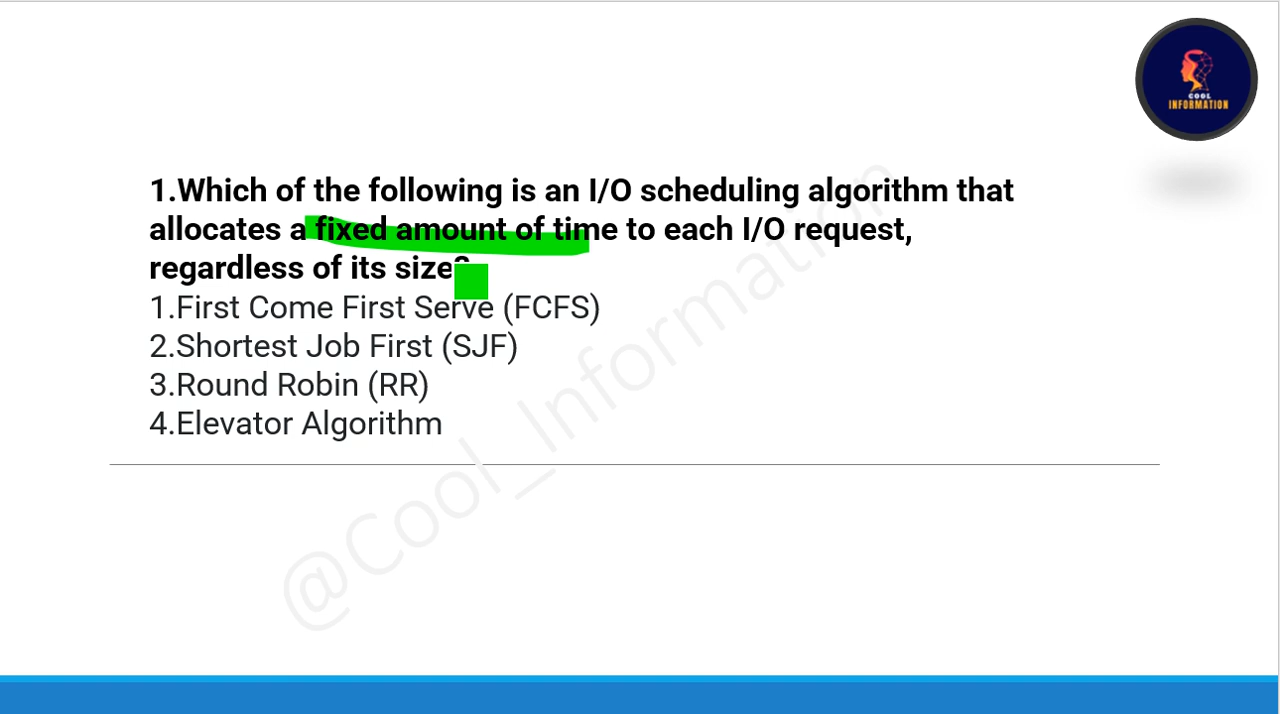 COOL
INFORMATION
1.Which of the following is an I/O scheduling algorithm that
allocates a fixed amount of time to each I/O request,
regardless of its size?
1.First Come First Serve (FCFS)
2.Shortest Job First (SJF)
3.Round Robin (RR)
4.Elevator Algorithm
@Cool_Information